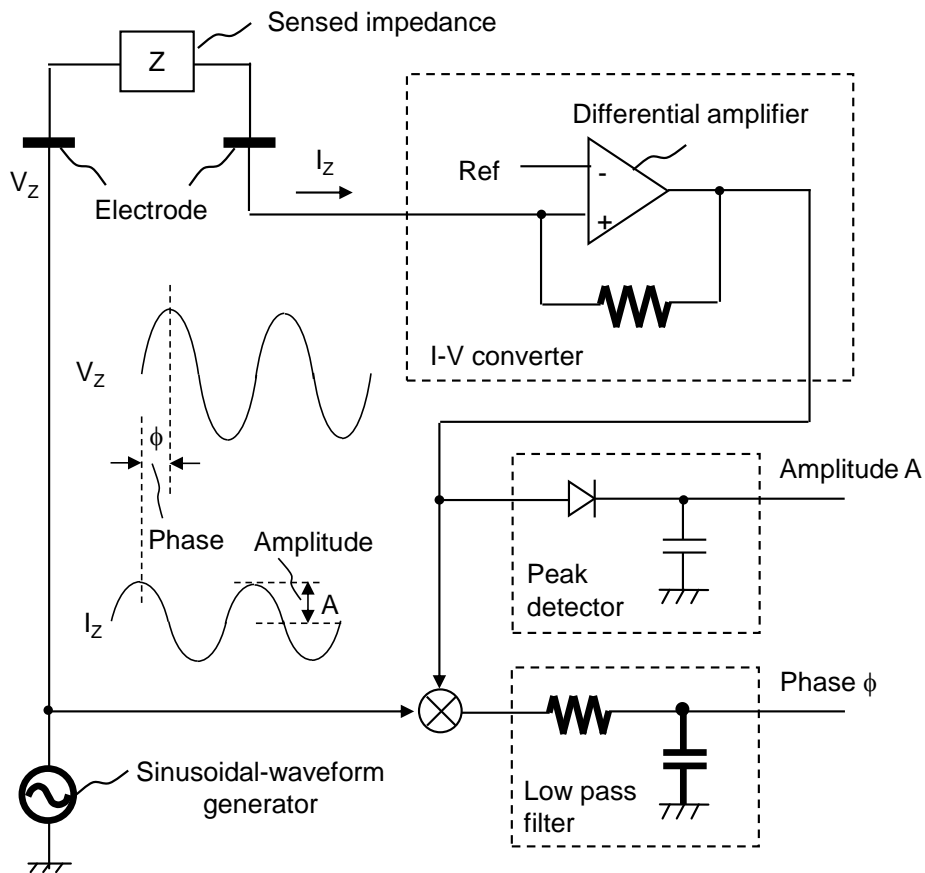 Sensed impedance
Z
Differential amplifier
V_Z
I_Z
Ref
-
Electrode
+
I-V converter
V_Z
ϕ
Amplitude A
Phase
Amplitude
Peak
detector
A
I_Z
Phase ϕ
Sinusoidal-waveform
generator
Low pass
filter